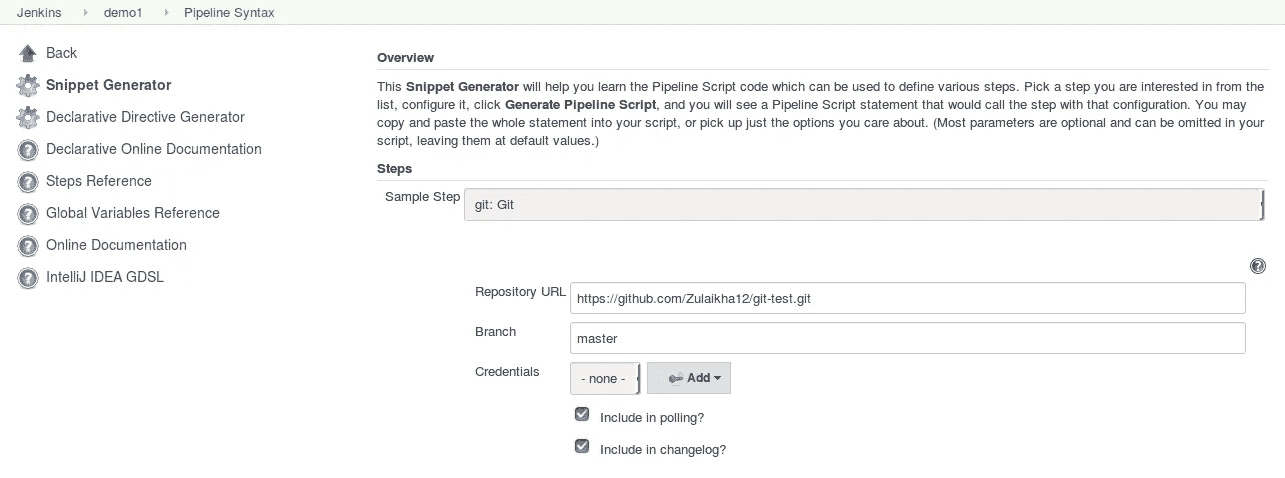 Jenkins demo1 Pipeline Syntax
Back
Snippet Generator
Declarative Directive Generator
Declarative Online Documentation
Steps Reference
Global Variables Reference
Online Documentation
IntelliJ IDEA GDSL
Overview
This Snippet Generator will help you learn the Pipeline Script code which can be used to define various steps. Pick a step you are interested in from the
list, configure it, click Generate Pipeline Script, and you will see a Pipeline Script statement that would call the step with that configuration. You may
copy and paste the whole statement into your script, or pick up just the options you care about. (Most parameters are optional and can be omitted in your
script, leaving them at default values.)
Steps
Sample Step git: Git
Repository URL https://github.com/Zulaikha12/git-test.git
Branch master
Credentials - none - Add
Include in polling?
Include in changelog?